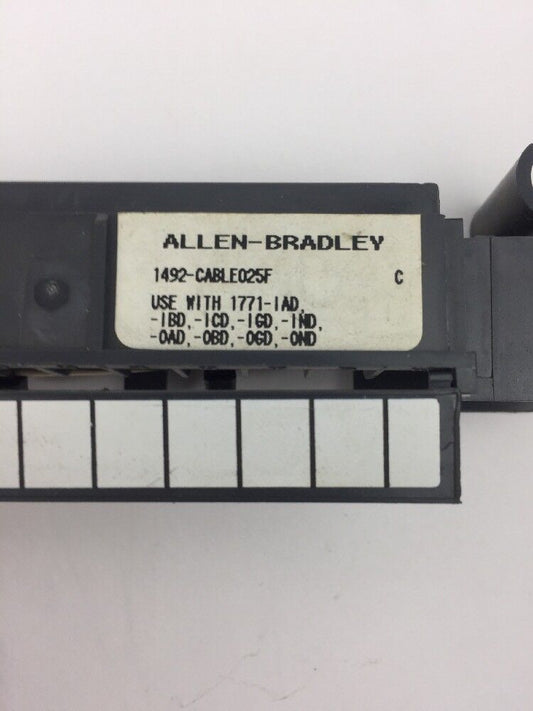 ALLEN-BRADLEY
1492-CABLE025F C
USE WITH 1771-IAD,
-IBD,-ICD,-IGD,-IND,
-OAD,-OBD,-OGD,-OND